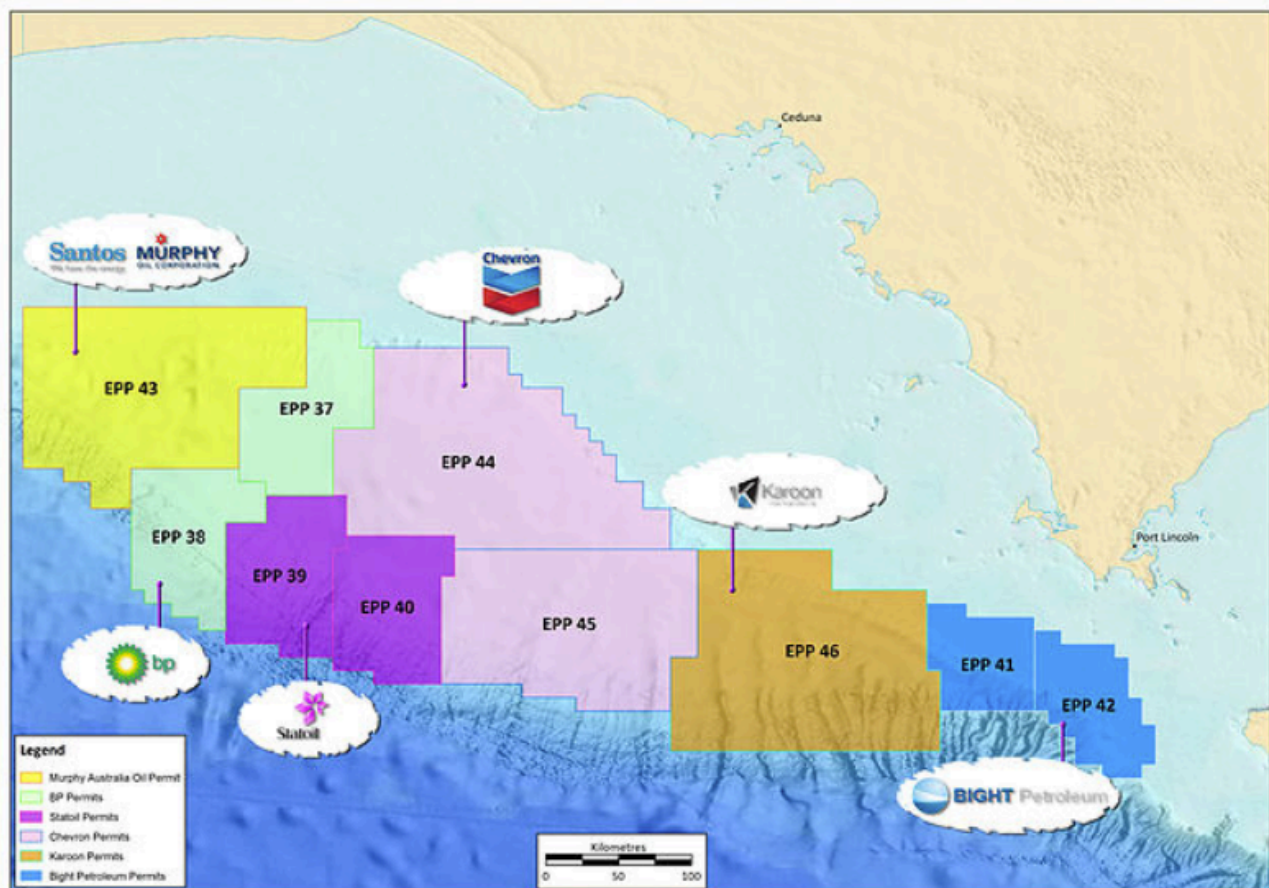 Ceduna
Santos
We have the energy
MURPHY
OIL CORPORATION
Chevron
EPP 43
EPP 37
EPP 44
Karoon
EPP 38
Port Lincoln
EPP 39
EPP 40
EPP 45
EPP 46
EPP 41
EPP 42
bp
Statoil
BIGHT Petroleum
Legend
Murphy Australia Oil Permit
BP Permits
Statoil Permits
Chevron Permits
Karoon Permits
Bight Petroleum Permits
Kilometres
0 50 100